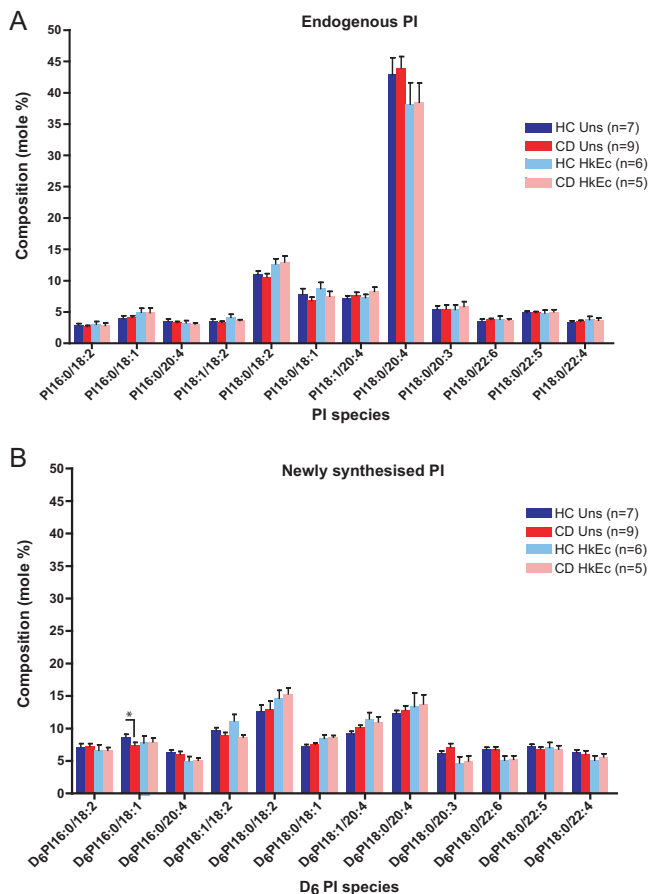 A
Endogenous PI
Composition (mole %)
50
45
40
35
30
25
20
15
10
5
0
HC Uns (n=7)
CD Uns (n=9)
HC HkEc (n=6)
CD HkEc (n=5)
PI16:0/18:2
PI16:0/18:1
PI16:0/20:4
PI18:1/18:2
PI18:0/18:2
PI18:0/18:1
PI18:1/20:4
PI18:0/20:4
PI18:0/20:3
PI18:0/22:6
PI18:0/22:5
PI18:0/22:4
PI species
B
Newly synthesised PI
Composition (mole %)
50
45
40
35
30
25
20
15
10
5
0
HC Uns (n=7)
CD Uns (n=9)
HC HkEc (n=6)
CD HkEc (n=5)
*
D6PI16:0/18:2
D6PI16:0/18:1
D6PI16:0/20:4
D6PI18:1/18:2
D6PI18:0/18:2
D6PI18:0/18:1
D6PI18:1/20:4
D6PI18:0/20:4
D6PI18:0/20:3
D6PI18:0/22:6
D6PI18:0/22:5
D6PI18:0/22:4
D6 PI species